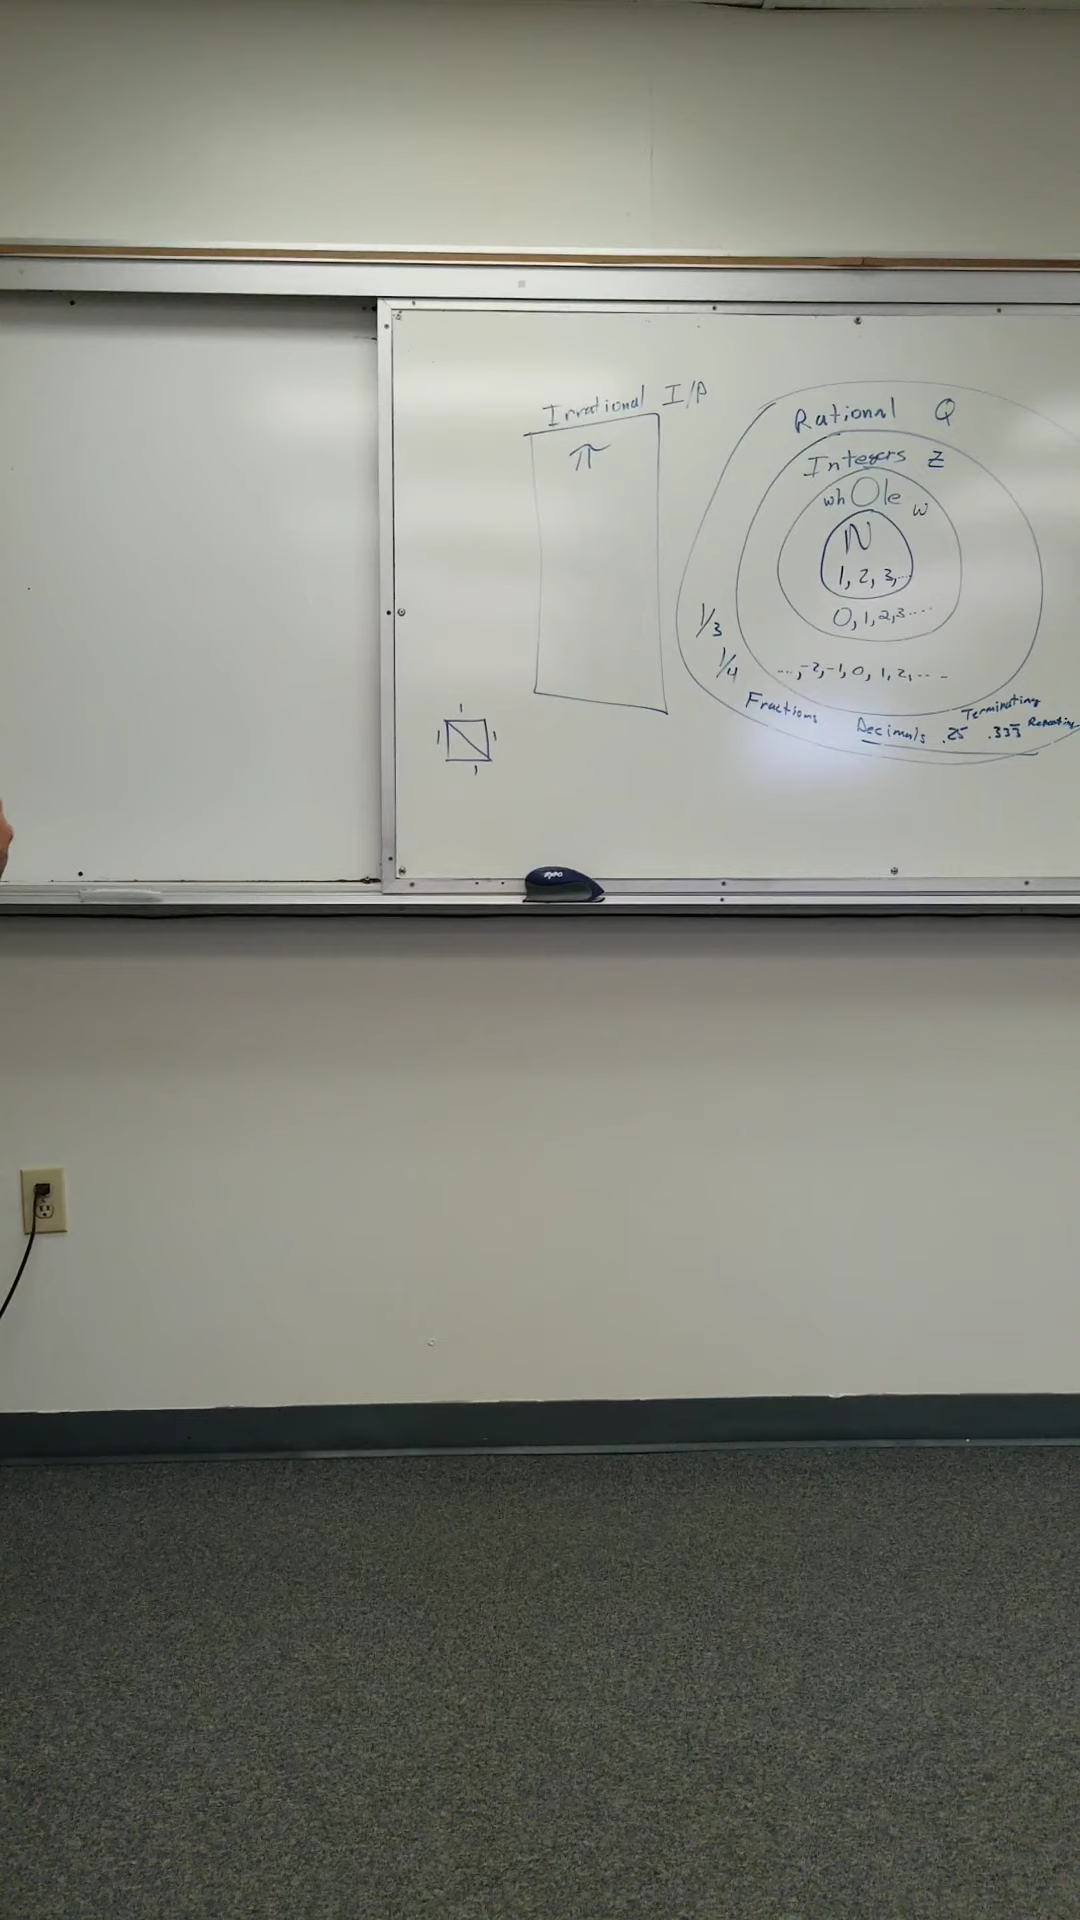 Irrational I/P
π
Rational Q
Integers Z
whOle W
N
1, 2, 3, ...
0, 1, 2, 3 ....
..., -2, -1, 0, 1, 2, ... -
1/3
1/4
Fractions
Decimals .25 .333
Terminating
Repeating
1
1 1
1
expo